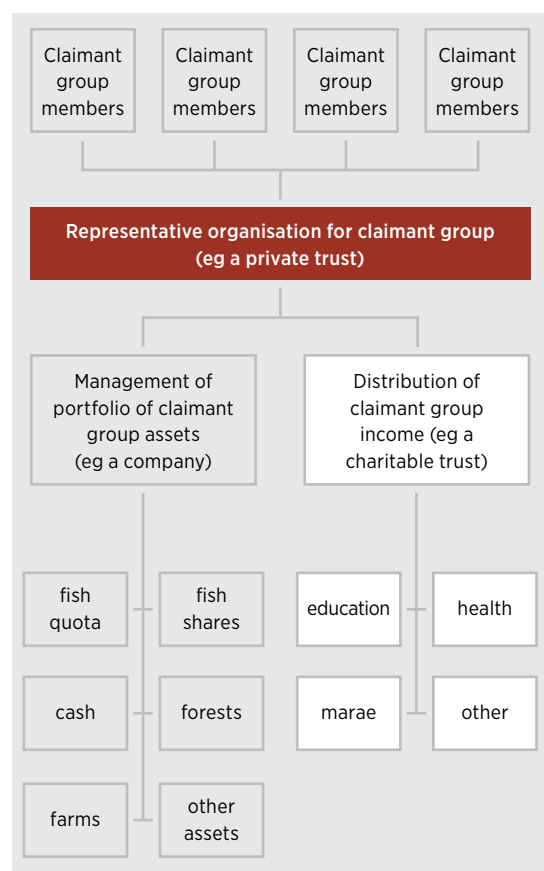 Claimant
group
members
Claimant
group
members
Claimant
group
members
Claimant
group
members
Representative organisation for claimant group
(eg a private trust)
Management of
portfolio of claimant
group assets
(eg a company)
Distribution of
claimant group
income (eg a
charitable trust)
fish
quota
fish
shares
education
health
cash
forests
marae
other
farms
other
assets